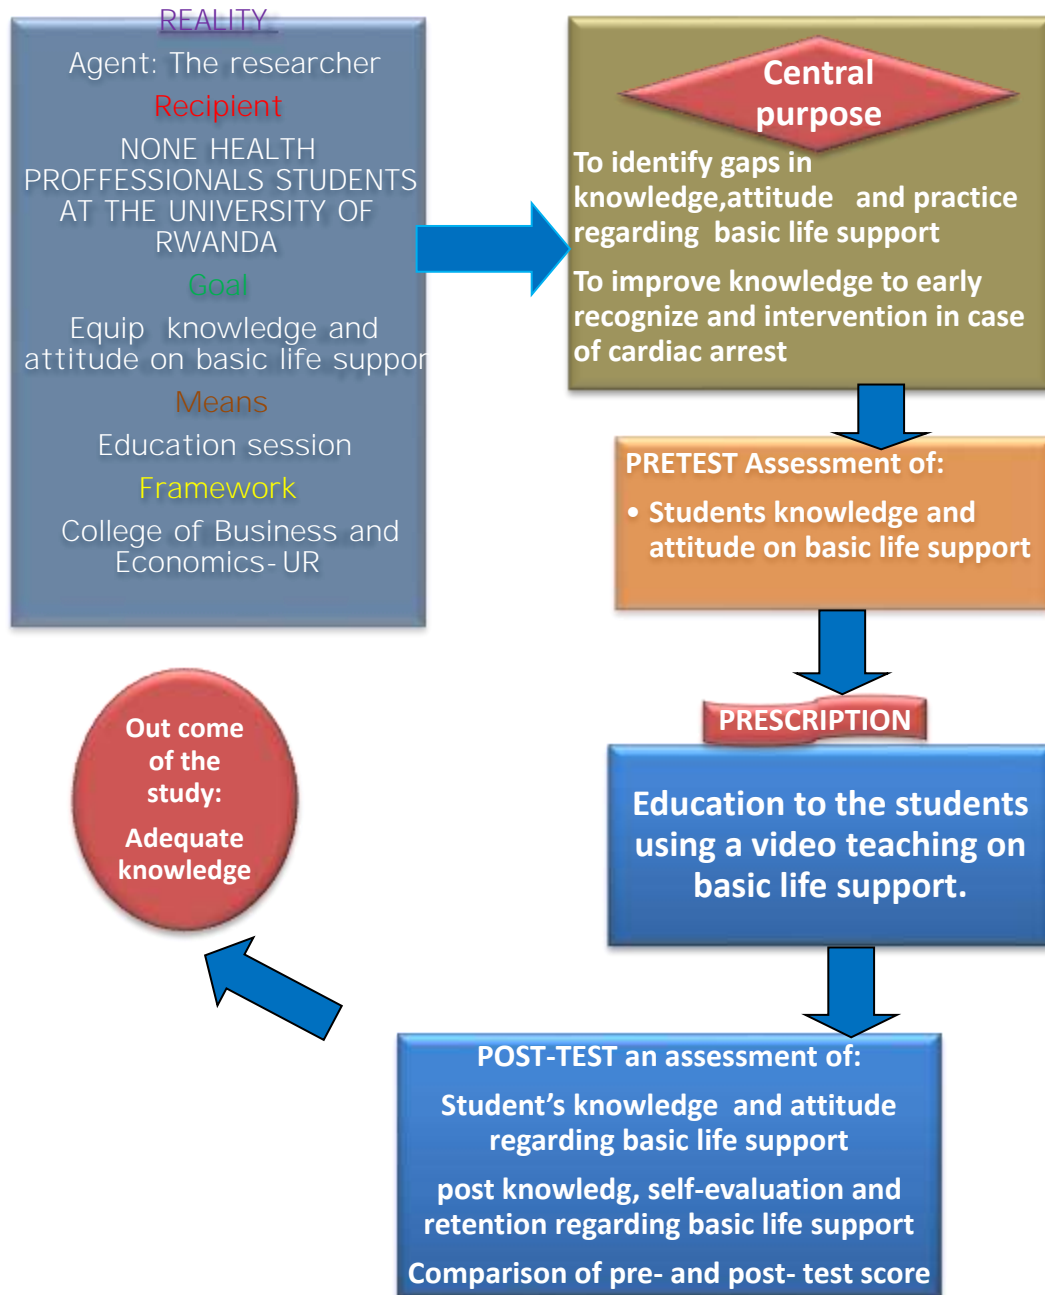 REALITY
Agent: The researcher
Recipient
NONE HEALTH
PROFFESSIONALS STUDENTS
AT THE UNIVERSITY OF
RWANDA
Goal
Equip knowledge and
attitude on basic life suppor
Means
Education session
Framework
College of Business and
Economics-UR
Central
purpose
To identify gaps in
knowledge,attitude and practice
regarding basic life support
To improve knowledge to early
recognize and intervention in case
of cardiac arrest
PRETEST Assessment of:
• Students knowledge and
attitude on basic life support
PRESCRIPTION
Education to the students
using a video teaching on
basic life support.
POST-TEST an assessment of:
Student’s knowledge and attitude
regarding basic life support
post knowledg, self-evaluation and
retention regarding basic life support
Comparison of pre- and post- test score
Out come
of the
study:
Adequate
knowledge